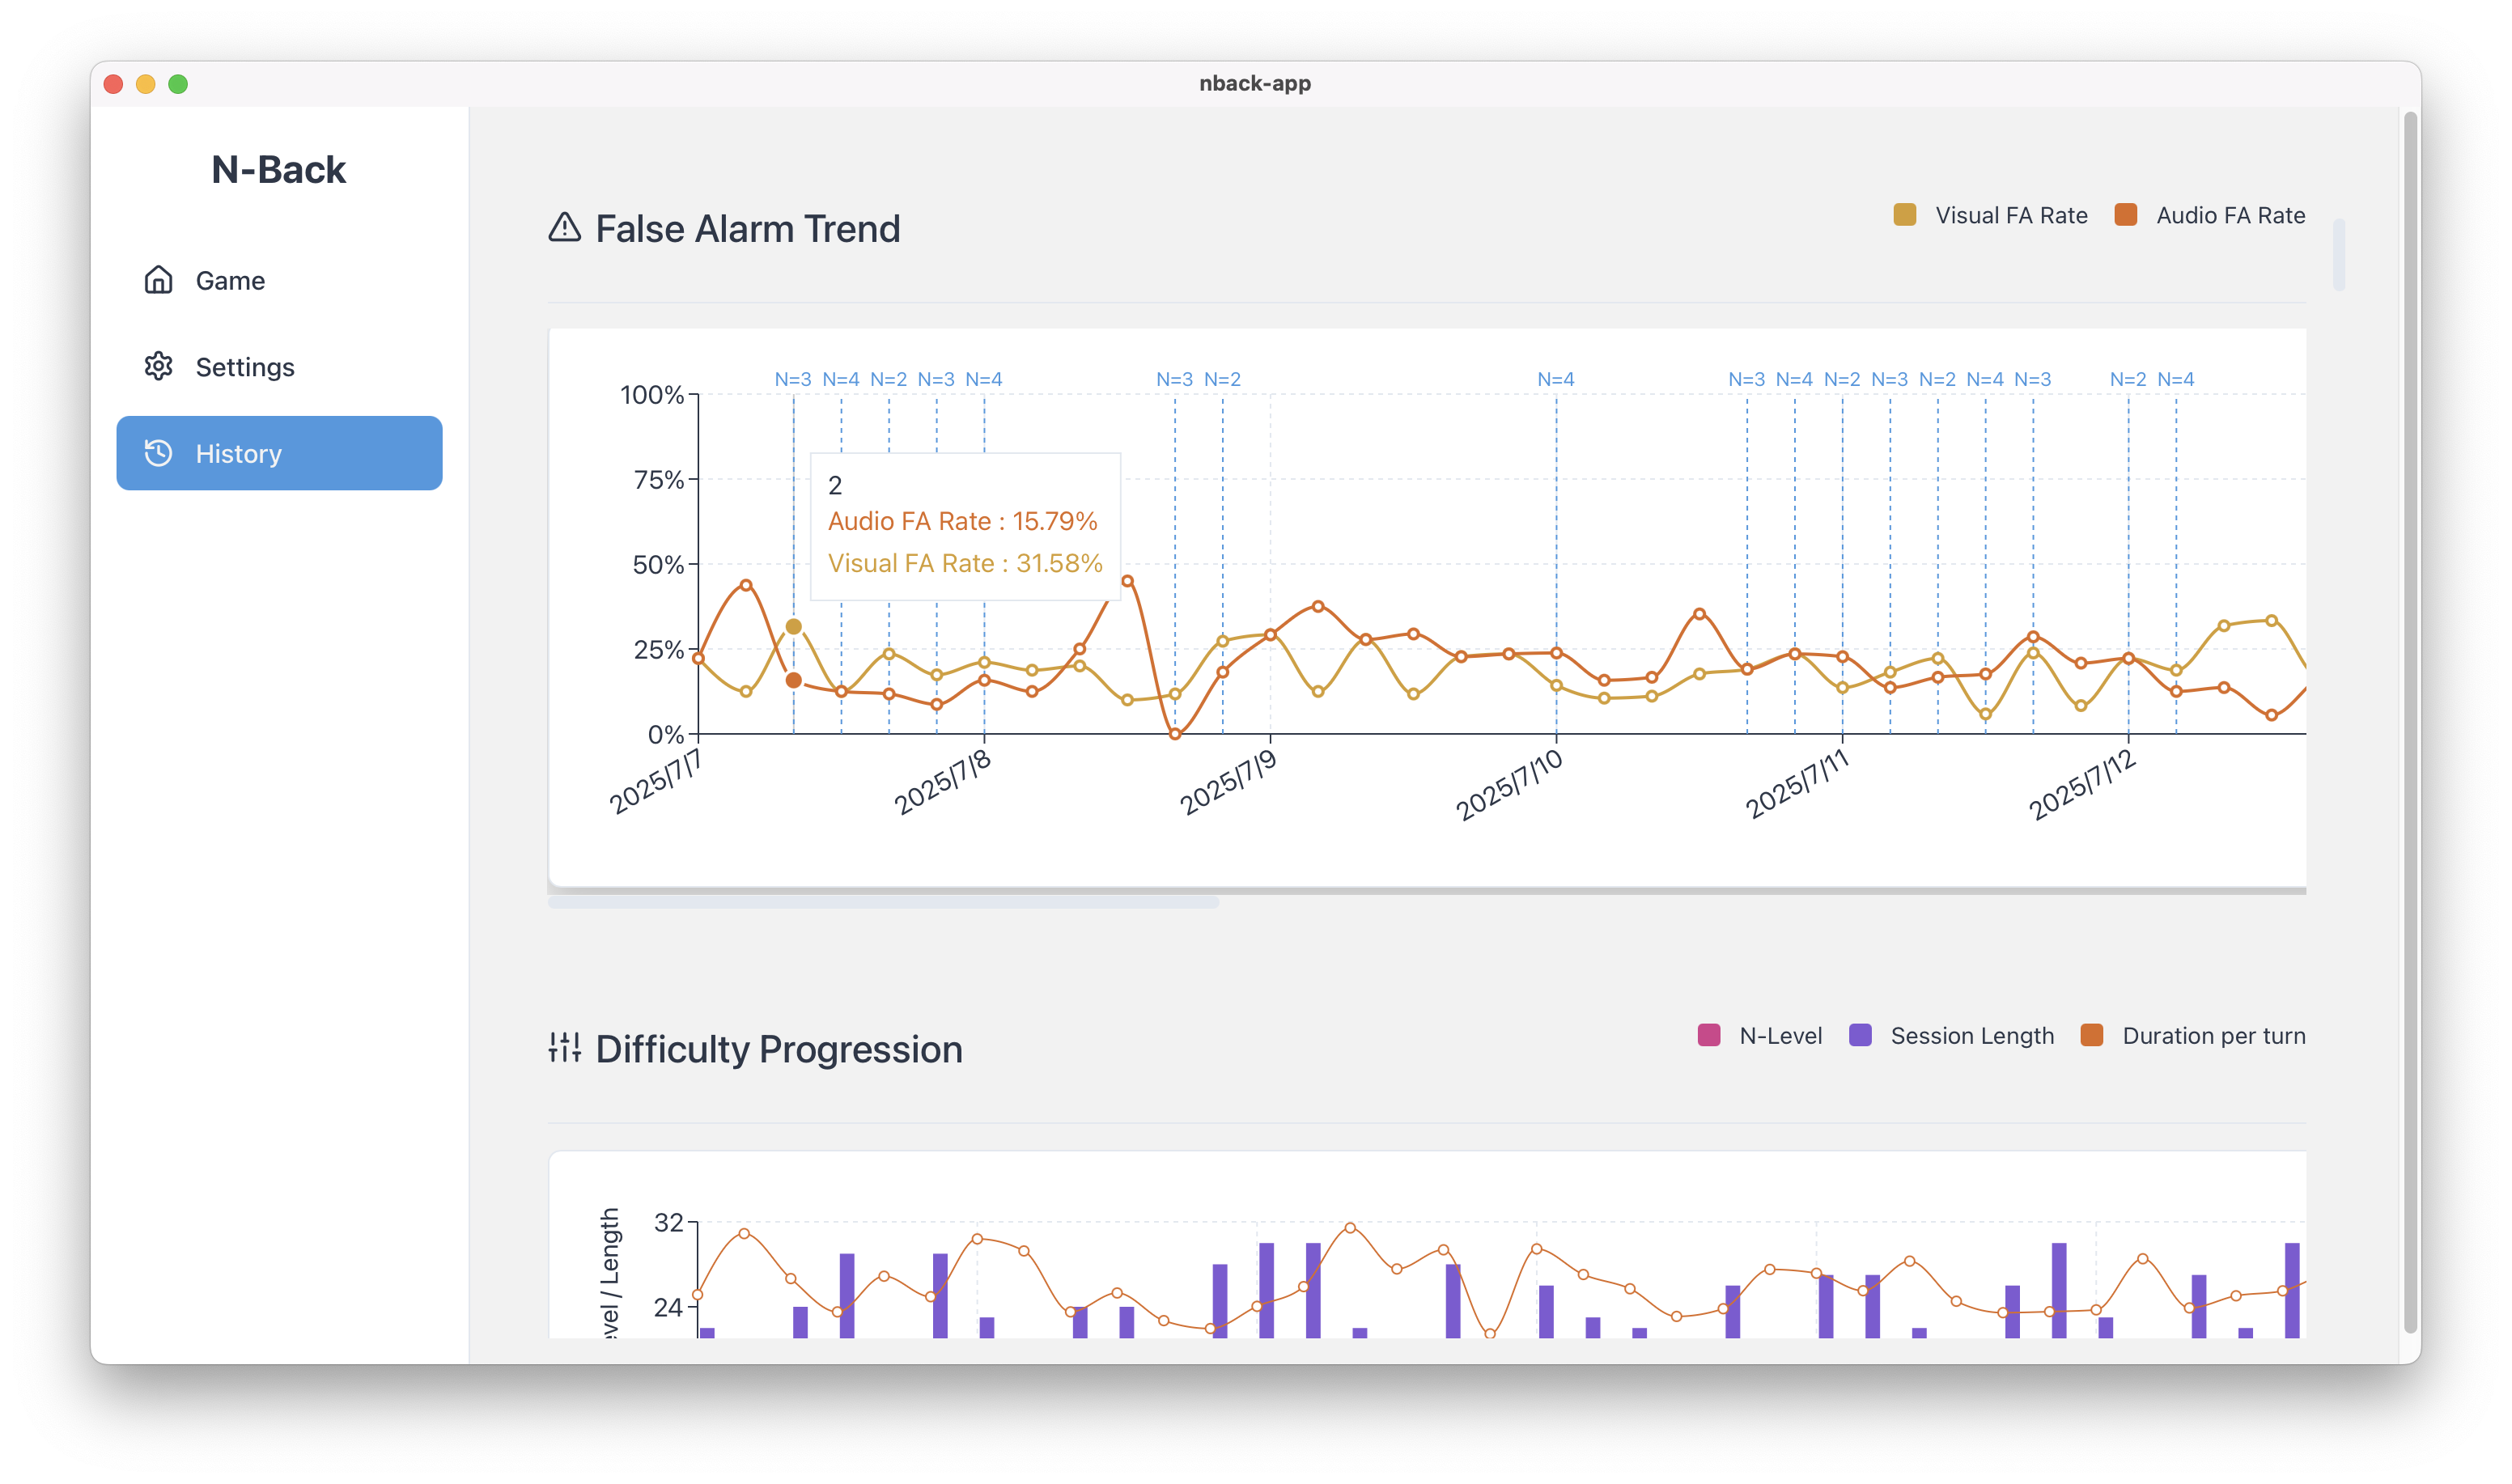 nback-app
N-Back
Game
Settings
History
False Alarm Trend
Visual FA Rate
Audio FA Rate
N=3 N=4 N=2 N=3 N=4 N=3 N=2 N=4 N=3 N=4 N=2 N=3 N=2 N=4 N=3 N=2 N=4
100%
75%
50%
25%
0%
2
Audio FA Rate : 15.79%
Visual FA Rate : 31.58%
2025/7/7
2025/7/8
2025/7/9
2025/7/10
2025/7/11
2025/7/12
Difficulty Progression
N-Level
Session Length
Duration per turn
evel / Length
32
24